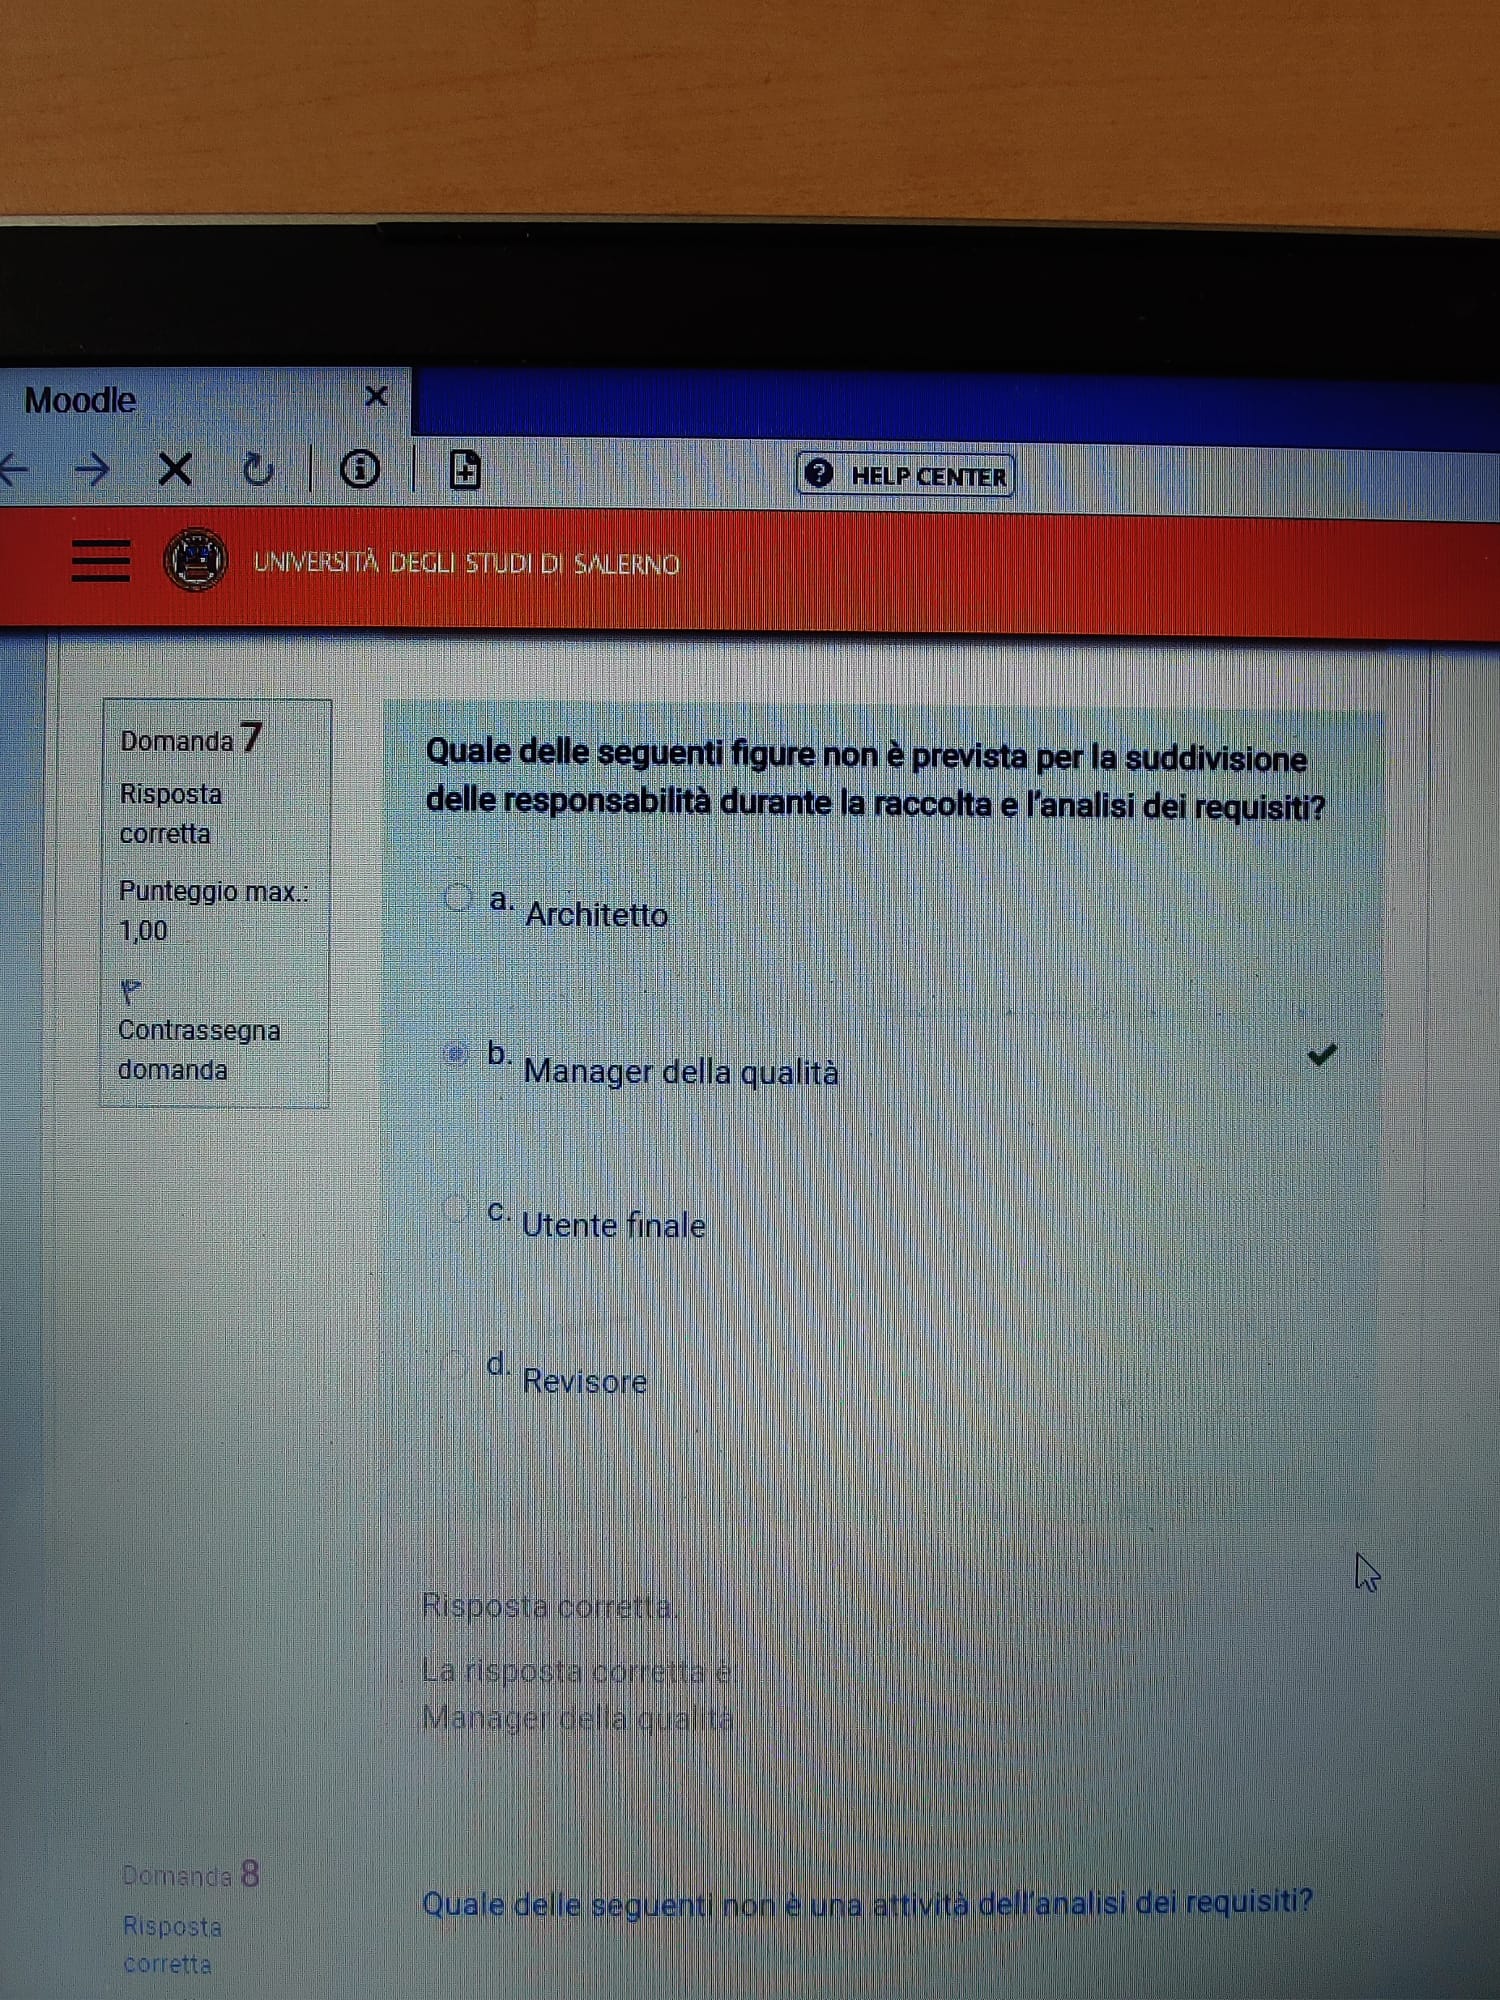 Moodle
HELP CENTER
UNIVERSITÀ DEGLI STUDI DI SALERNO
Domanda 7
Risposta
corretta
Punteggio max.:
1,00
Contrassegna
domanda
Quale delle seguenti figure non è prevista per la suddivisione
delle responsabilità durante la raccolta e l'analisi dei requisiti?
a. Architetto
b. Manager della qualità
c. Utente finale
d. Revisore
Risposta corretta.
La risposta corretta è:
Manager della qualità
Domanda 8
Risposta
corretta
Quale delle seguenti non è una attività dell'analisi dei requisiti?